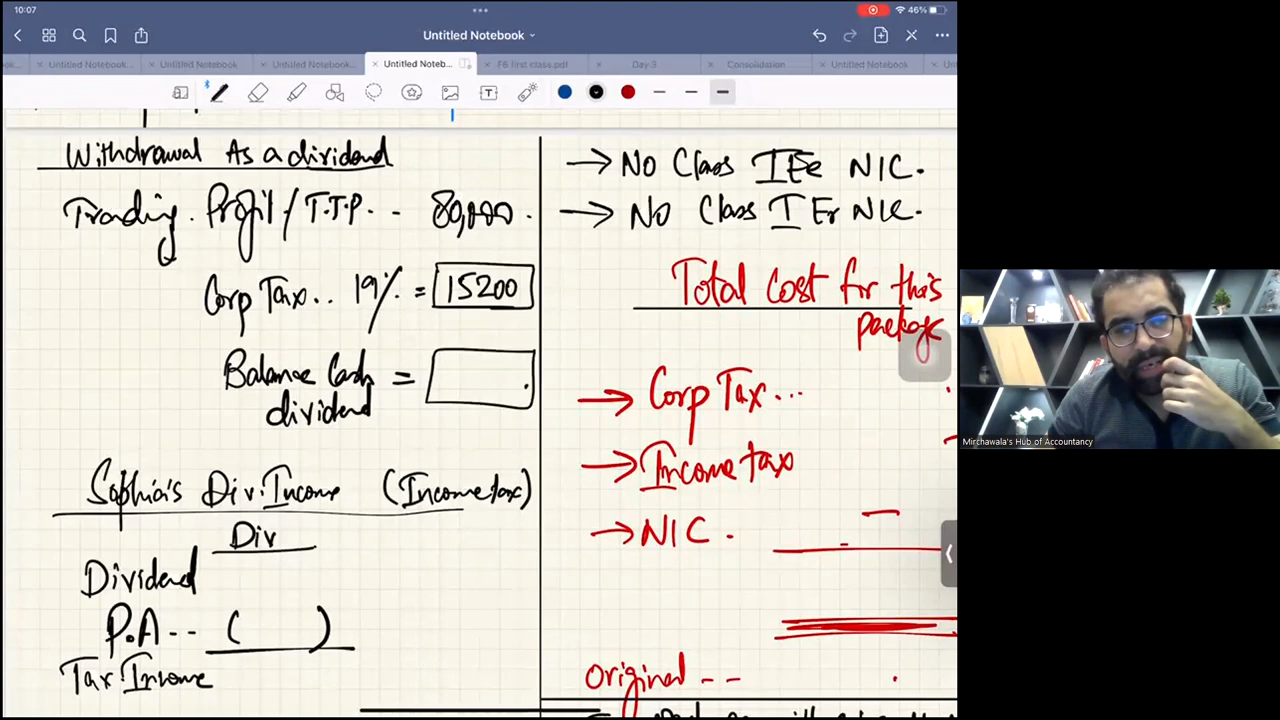 10:07
46%
Untitled Notebook
Untitled Notebook...
Untitled Notebook
Untitled Notebook...
Untitled Noteb...
F6 first class.pdf
Day-3
Consolidation
Untitled Notebook
Withdrawal As a dividend
Trading Profit / T.T.P. - - 80,000.
Corp Tax.. 19% = 15200
Balance Cash = .
dividend
Sophia's Div. Income (Income tax)
Div
Dividend
P.A - - ( )
Tax Income
→ No Class I Ee NIC.
→ No Class I Er NIC.
Total cost for this
package
→ Corp Tax...
→ Income tax
→ NIC. -
Original - -
Mirchawala's Hub of Accountancy